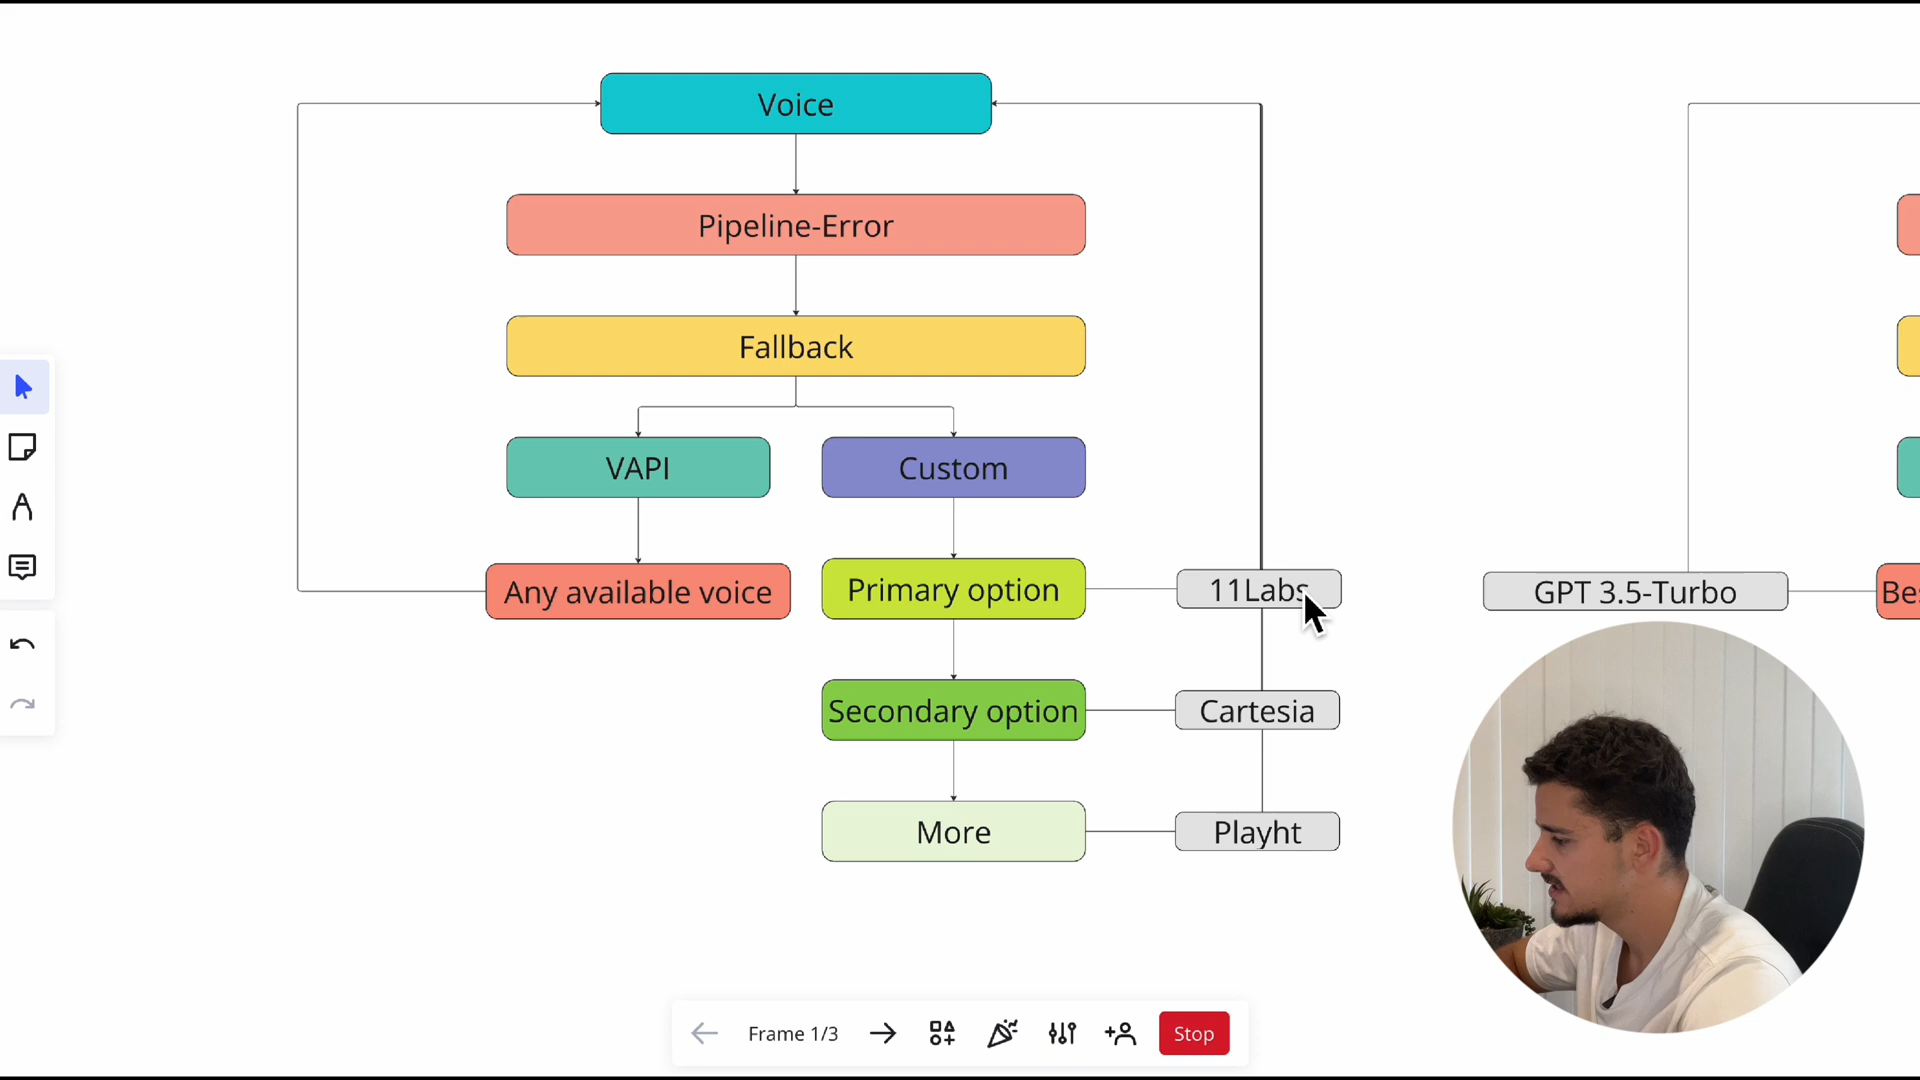 Voice
Pipeline-Error
Fallback
VAPI
Custom
Any available voice
Primary option
11Labs
GPT 3.5-Turbo
Secondary option
Cartesia
More
Playht
Frame 1/3
Stop